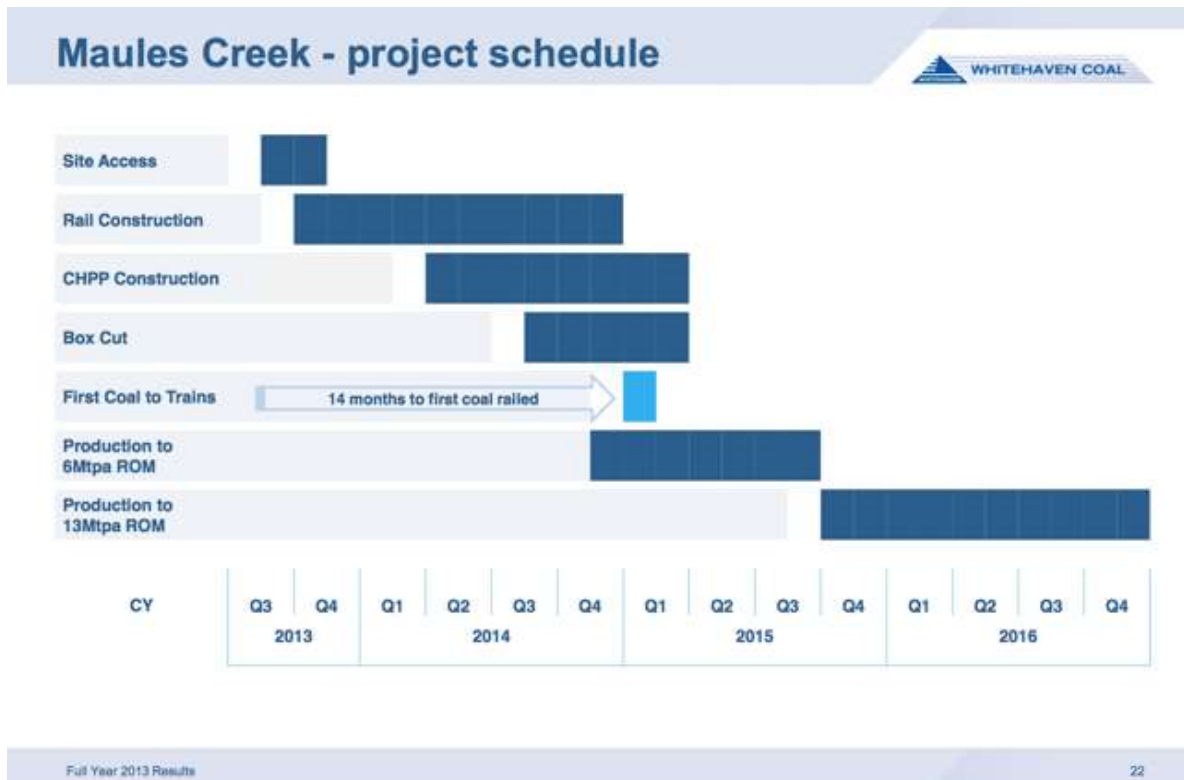 Maules Creek - project schedule
WHITEHAVEN COAL
Site Access
Rail Construction
CHPP Construction
Box Cut
First Coal to Trains
14 months to first coal railed
Production to
6Mtpa ROM
Production to
13Mtpa ROM
CY
Q3 Q4 Q1 Q2 Q3 Q4 Q1 Q2 Q3 Q4 Q1 Q2 Q3 Q4
2013 2014 2015 2016
Full Year 2013 Results
22